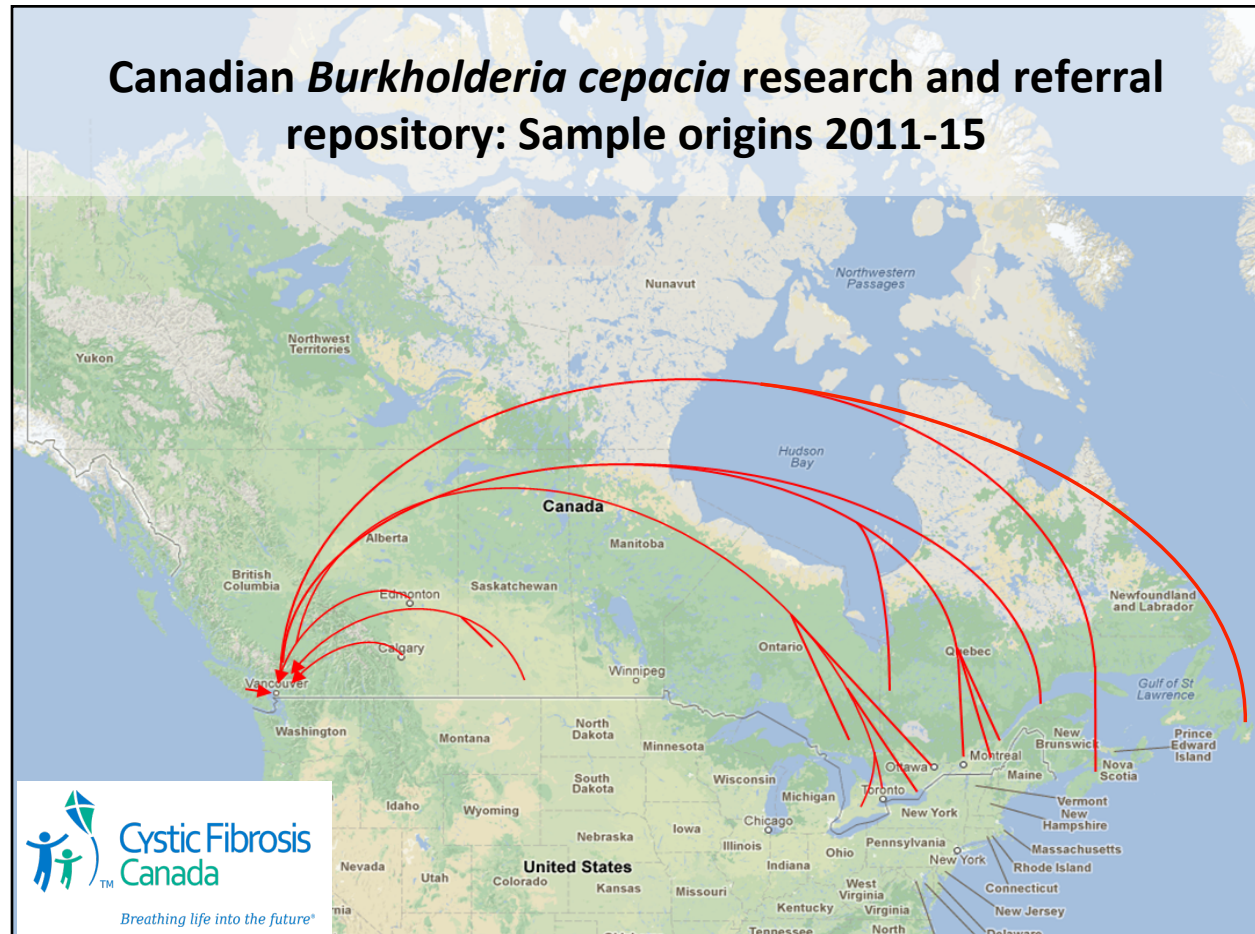 Canadian Burkholderia cepacia research and referral
repository: Sample origins 2011-15
Nunavut
Northwestern
Passages
Northwest
Territories
Yukon
Hudson
Bay
Canada
Alberta
Manitoba
British
Columbia
Saskatchewan
Edmonton
Newfoundland
and Labrador
Ontario
Quebec
Calgary
Winnipeg
Vancouver
Gulf of St
Lawrence
Washington
Montana
North
Dakota
Minnesota
New
Brunswick
Prince
Edward
Island
Ottawa
Montreal
Maine
Nova
Scotia
South
Dakota
Wisconsin
Michigan
Toronto
Vermont
New
Hampshire
Idaho
Wyoming
New York
Chicago
Iowa
Massachusetts
Nebraska
Illinois
Ohio
Pennsylvania
New York
Rhode Island
Indiana
Nevada
Utah
United States
Colorado
Kansas
Missouri
West
Virginia
Virginia
Connecticut
New Jersey
Kentucky
Delaware
Tennessee
North
nia
Cystic Fibrosis
Canada
TM
Breathing life into the future®